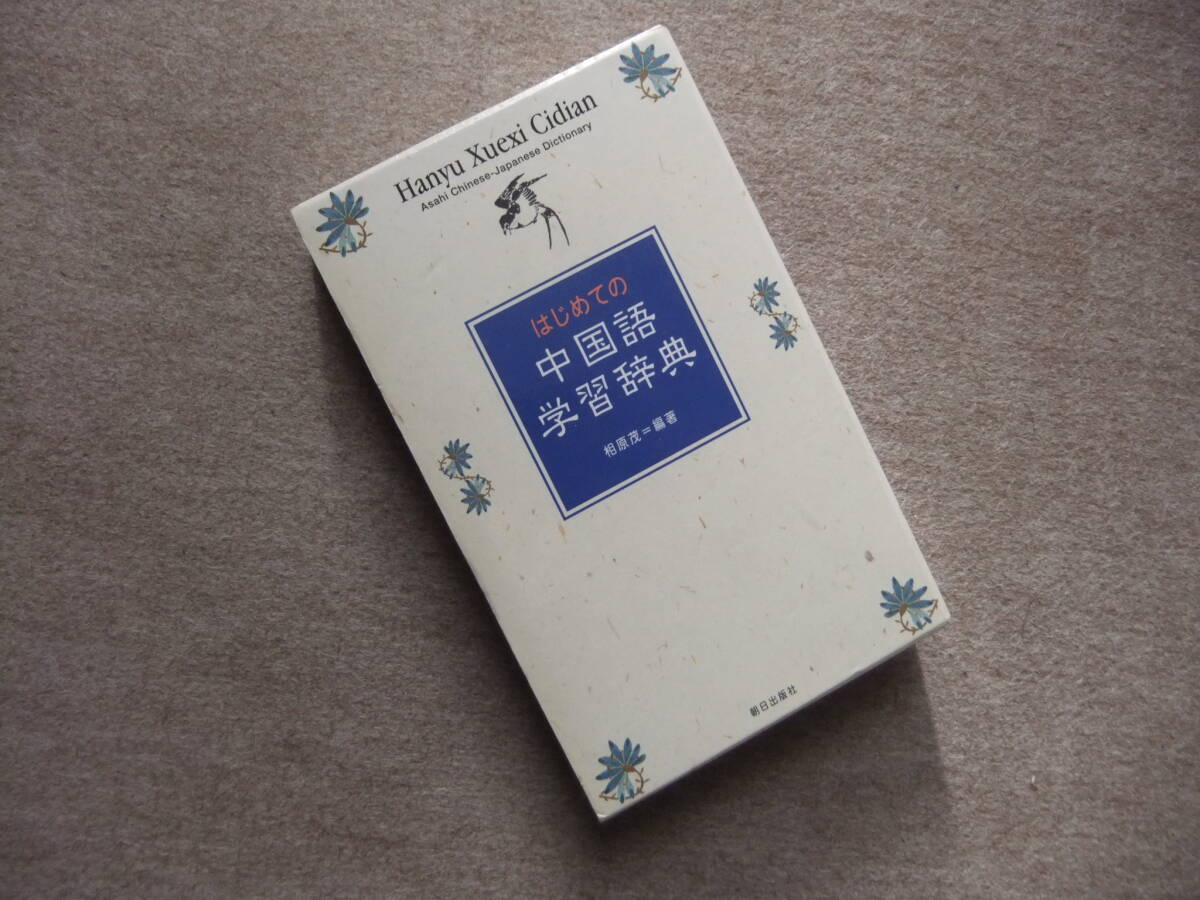 Hanyu Xuexi Cidian
Asahi Chinese-Japanese Dictionary
はじめての
中国語
学習辞典
相原茂=編著
朝日出版社